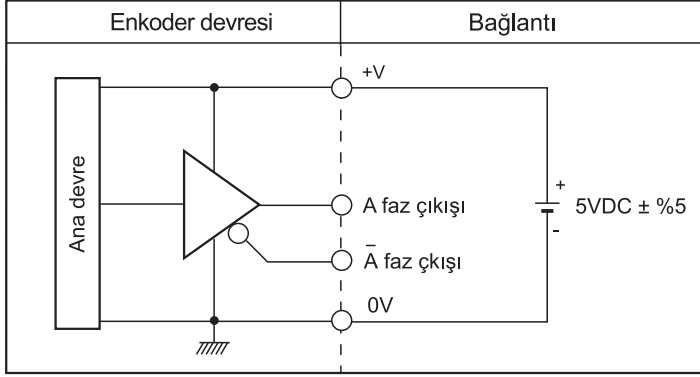 Enkoder devresi
Bağlantı
+V
Ana devre
A faz çıkışı
+
5VDC ± %5
-
Ā faz çkışı
0V